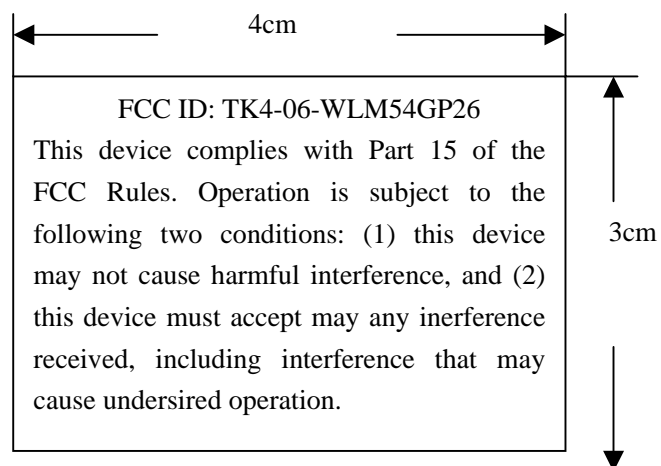 4cm
FCC ID: TK4-06-WLM54GP26
This device complies with Part 15 of the
FCC Rules. Operation is subject to the
following two conditions: (1) this device
may not cause harmful interference, and (2)
this device must accept may any inerference
received, including interference that may
cause undersired operation.
3cm